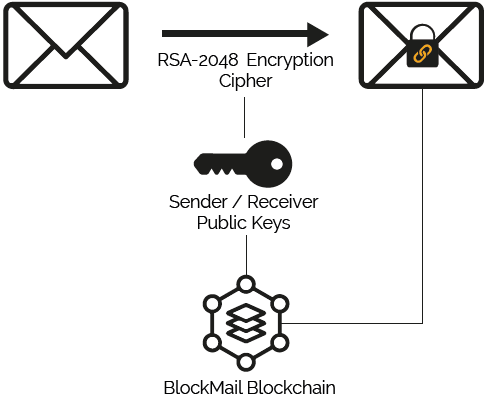 RSA-2048 Encryption
Cipher
Sender / Receiver
Public Keys
BlockMail Blockchain